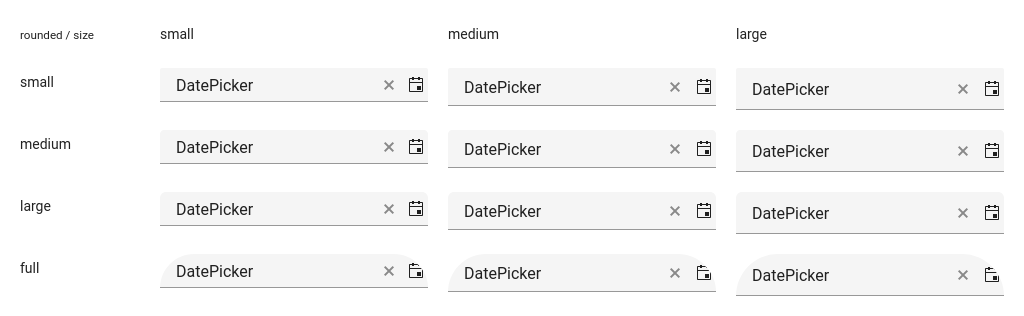 rounded / size small medium large
small DatePicker DatePicker DatePicker
medium DatePicker DatePicker DatePicker
large DatePicker DatePicker DatePicker
full DatePicker DatePicker DatePicker